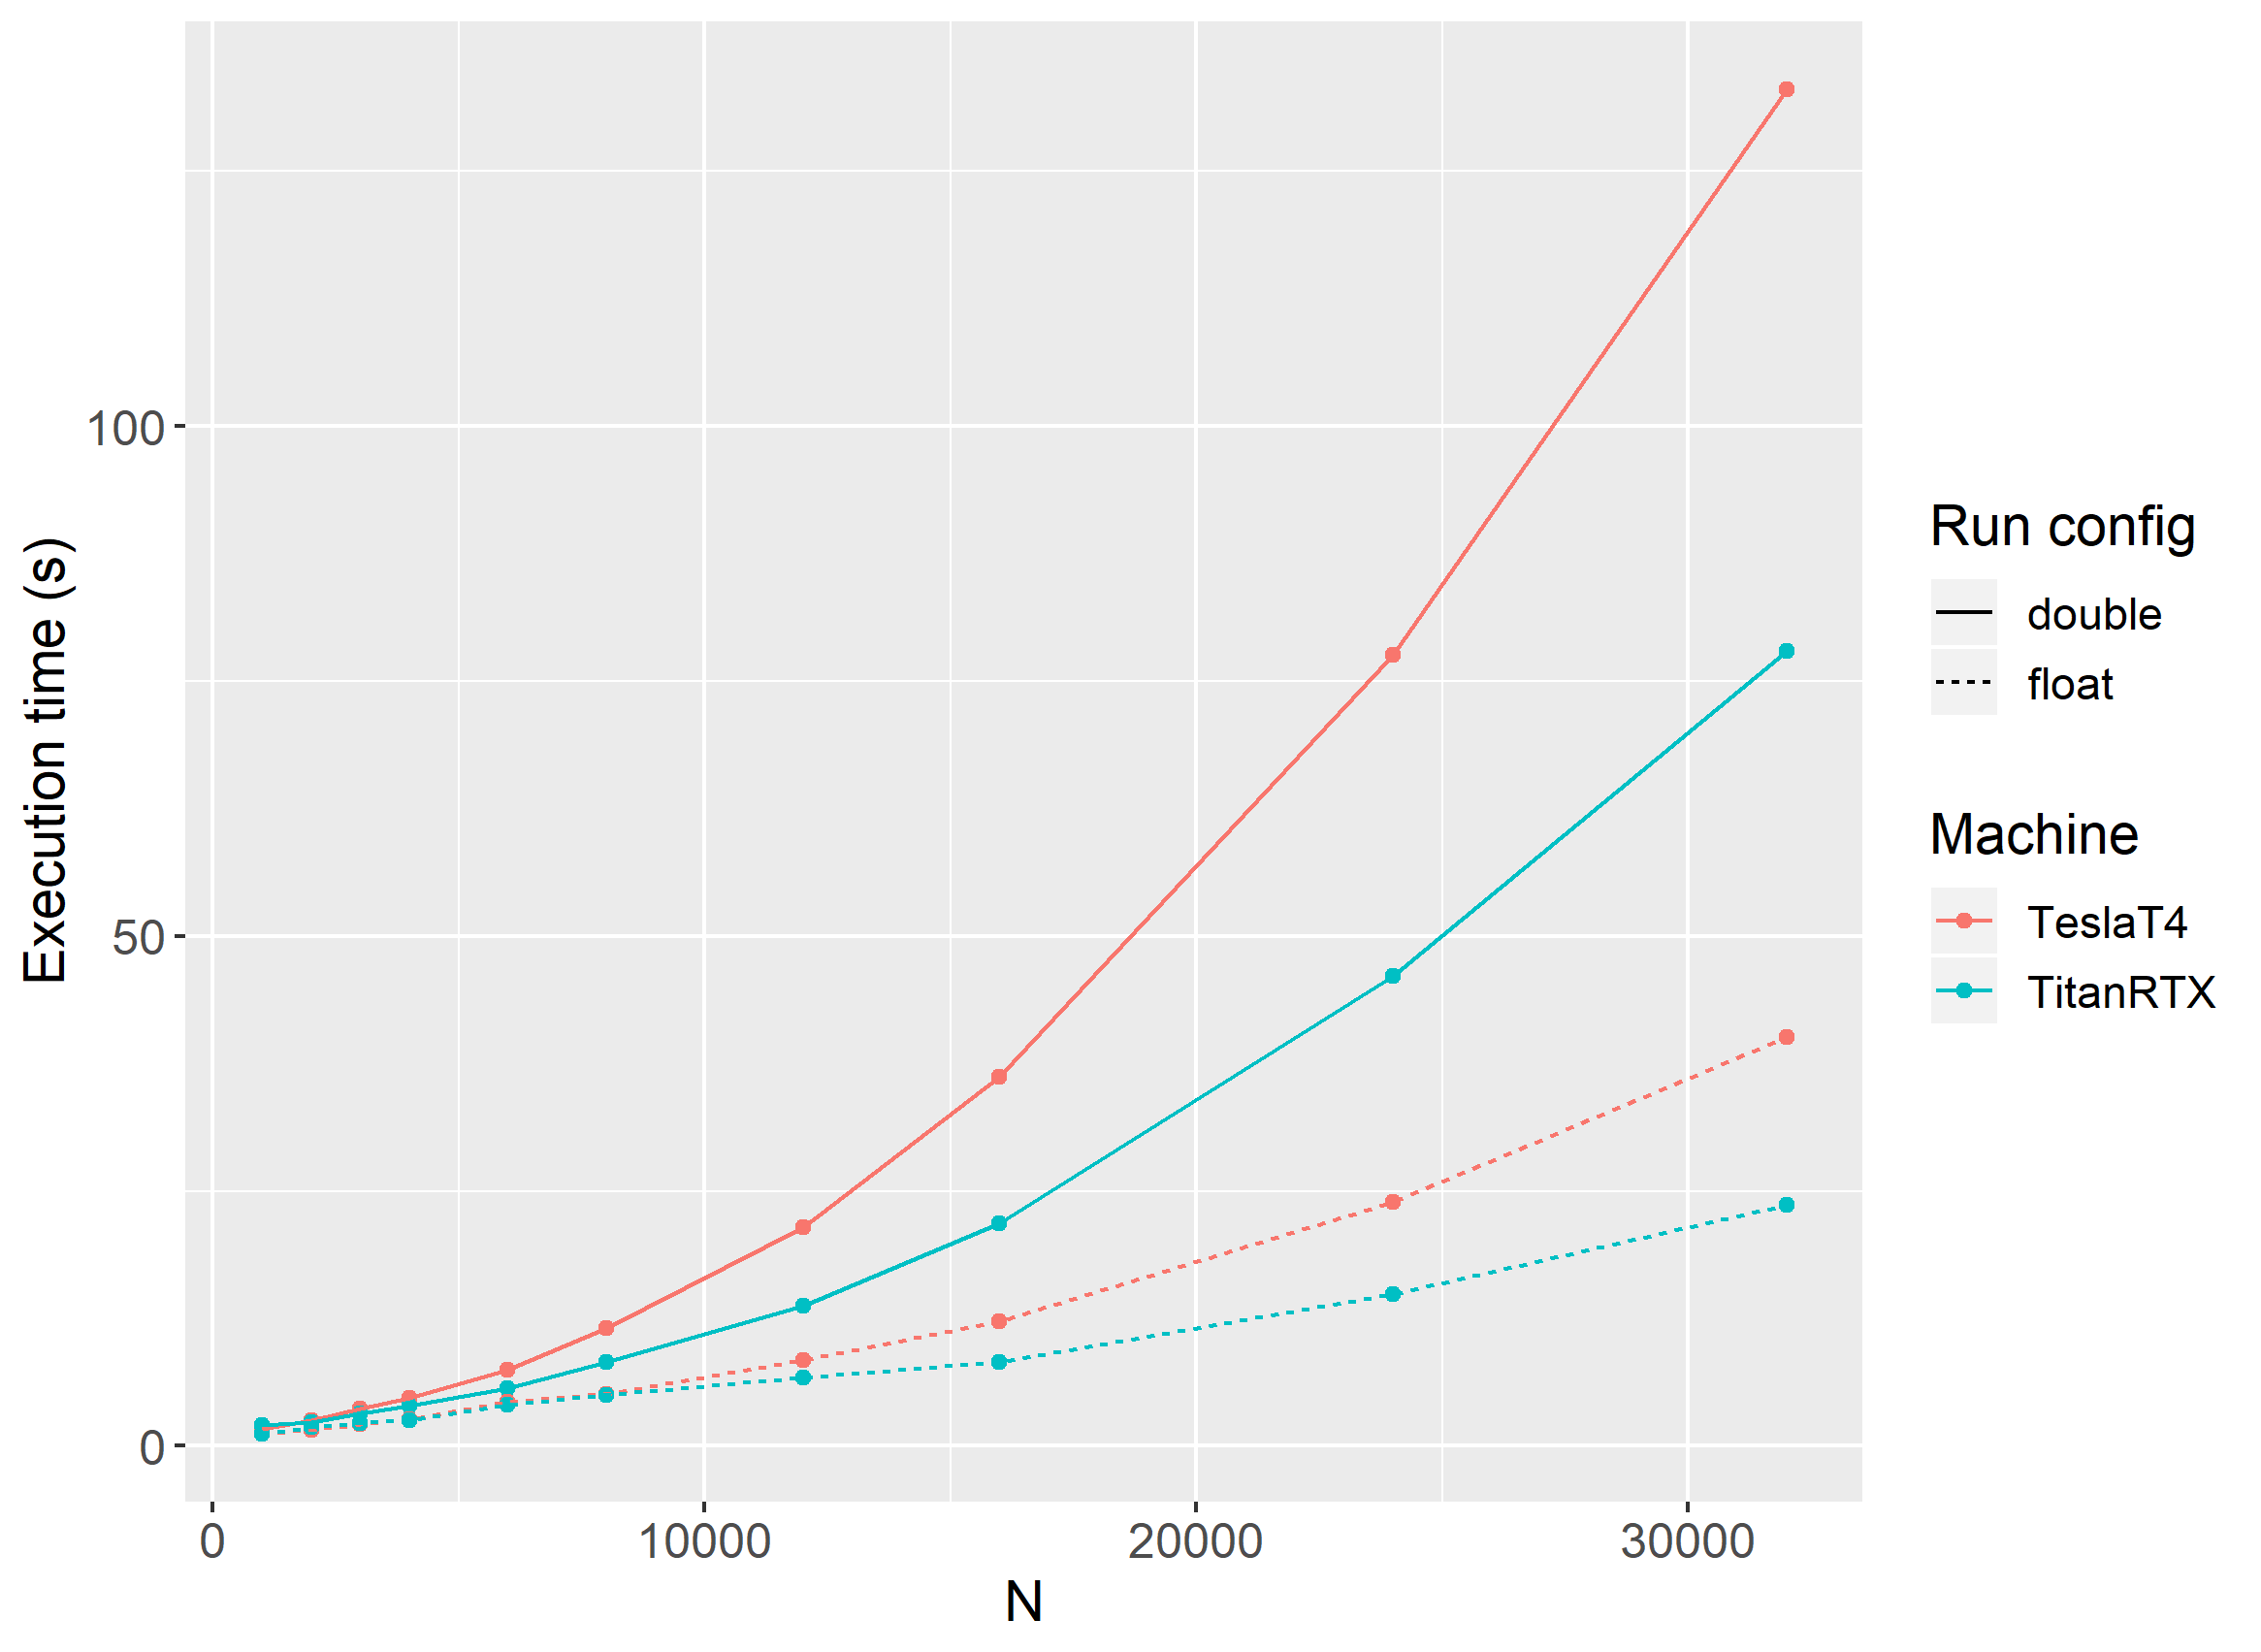 Execution time (s)
100
50
0
0 10000 20000 30000
N
Run config
double
float
Machine
TeslaT4
TitanRTX